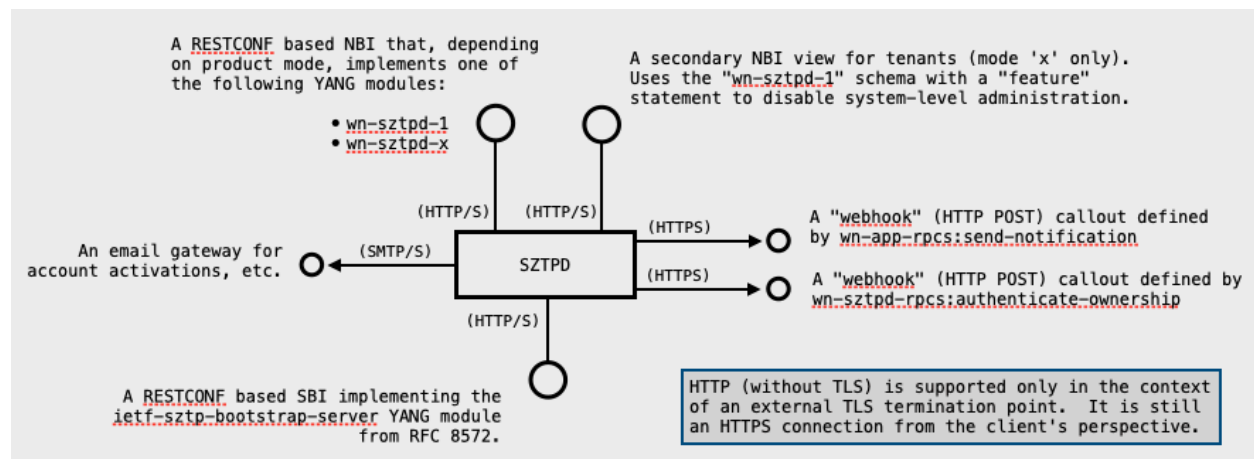 A RESTCONF based NBI that, depending
on product mode, implements one of
the following YANG modules:
• wn-sztpd-1
• wn-sztpd-x
A secondary NBI view for tenants (mode 'x' only).
Uses the "wn-sztpd-1" schema with a "feature"
statement to disable system-level administration.
(HTTP/S)
(HTTP/S)
An email gateway for
account activations, etc.
(SMTP/S)
SZTPD
(HTTPS)
A "webhook" (HTTP POST) callout defined
by wn-app-rpcs:send-notification
(HTTPS)
A "webhook" (HTTP POST) callout defined by
wn-sztpd-rpcs:authenticate-ownership
(HTTP/S)
A RESTCONF based SBI implementing the
ietf-sztp-bootstrap-server YANG module
from RFC 8572.
HTTP (without TLS) is supported only in the context
of an external TLS termination point.  It is still
an HTTPS connection from the client's perspective.